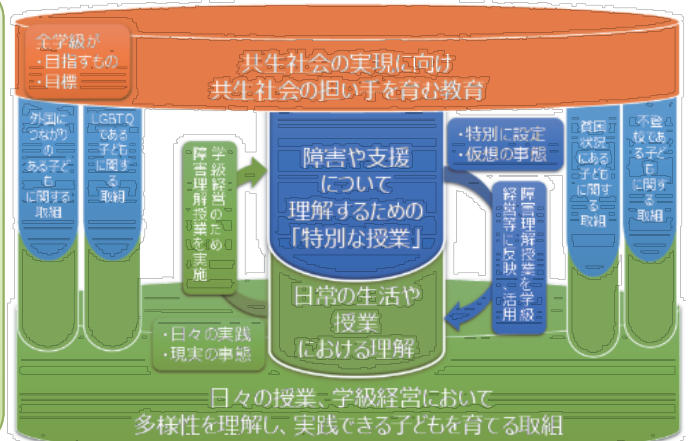 全学級が
・目指すもの
・目標
共生社会の実現に向け
共生社会の担い手を育む教育
外国に
つながり
のある子ども
に関する
取組
LGBTQ
である
子ども
に関す
る
取組
学級経営のため
障害理解授業を実施
障害や支援
について
理解するための
「特別な授業」
・特別に設定
・仮想の事態
障害理解授業を学級
経営等に反映、活用
貧困
状況
にある
子ども
に関す
る
取組
不登
校であ
る子ど
もに
関す
る
取組
日常の生活や
授業
における理解
・日々の実践
・現実の事態
日々の授業、学級経営において
多様性を理解し、実践できる子どもを育てる取組